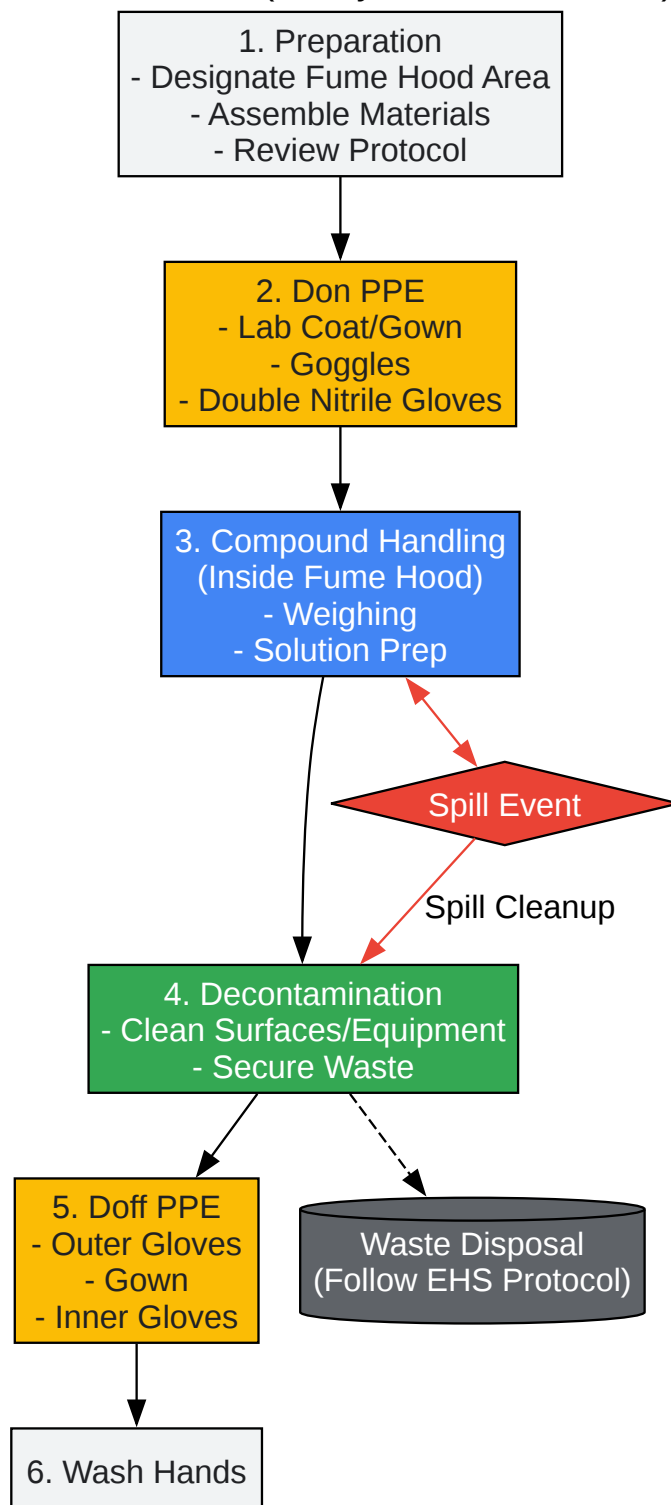 1. Preparation
- Designate Fume Hood Area
- Assemble Materials
- Review Protocol
2. Don PPE
- Lab Coat/Gown
- Goggles
- Double Nitrile Gloves
3. Compound Handling
(Inside Fume Hood)
- Weighing
- Solution Prep
Spill Event
Spill Cleanup
4. Decontamination
- Clean Surfaces/Equipment
- Secure Waste
5. Doff PPE
- Outer Gloves
- Gown
- Inner Gloves
Waste Disposal
(Follow EHS Protocol)
6. Wash Hands